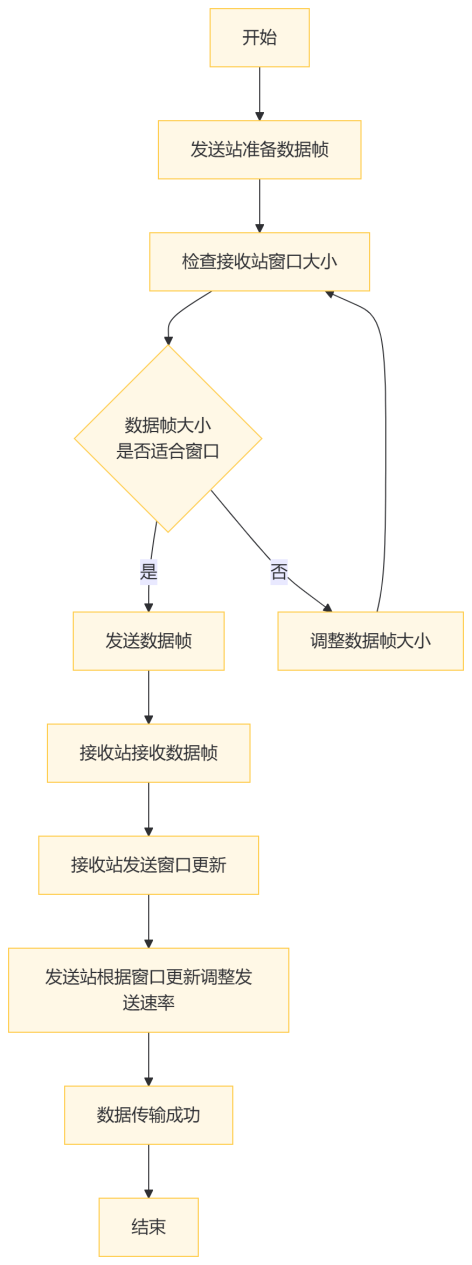 开始
发送站准备数据帧
检查接收站窗口大小
数据帧大小
是否适合窗口
是
否
发送数据帧
调整数据帧大小
接收站接收数据帧
接收站发送窗口更新
发送站根据窗口更新调整发
送速率
数据传输成功
结束